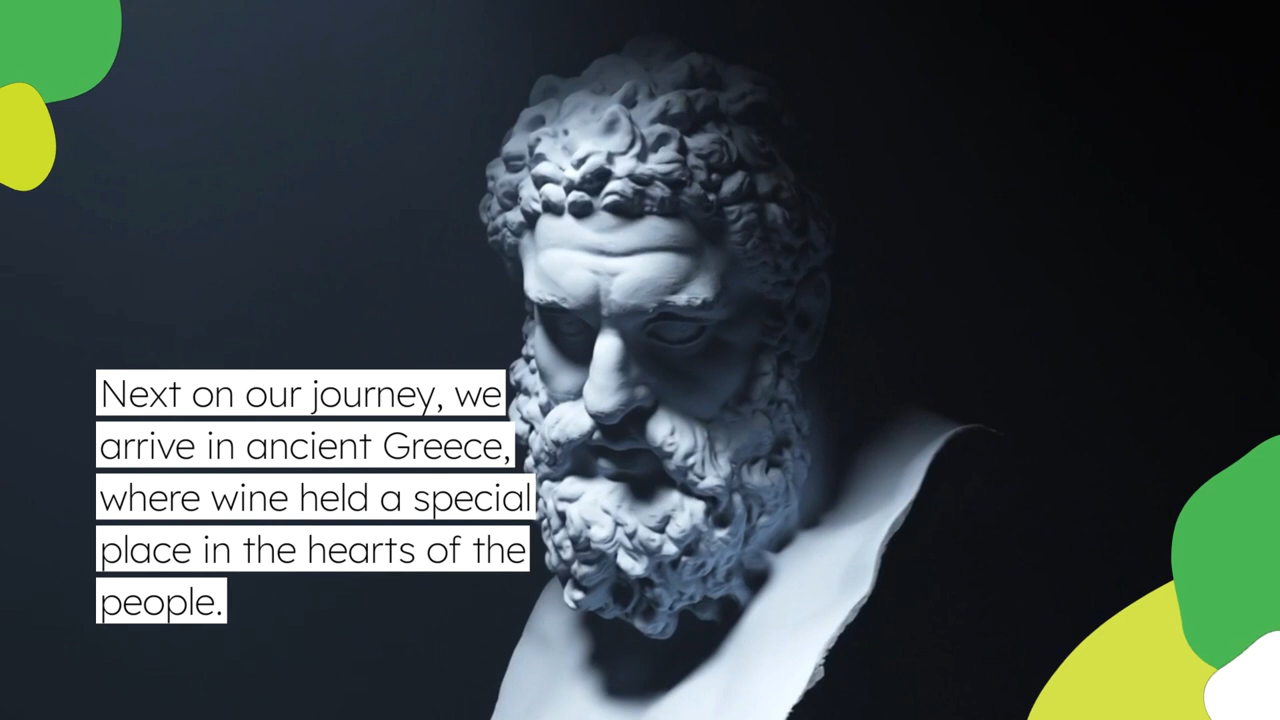 Next on our journey, we
arrive in ancient Greece,
where wine held a special
place in the hearts of the
people.